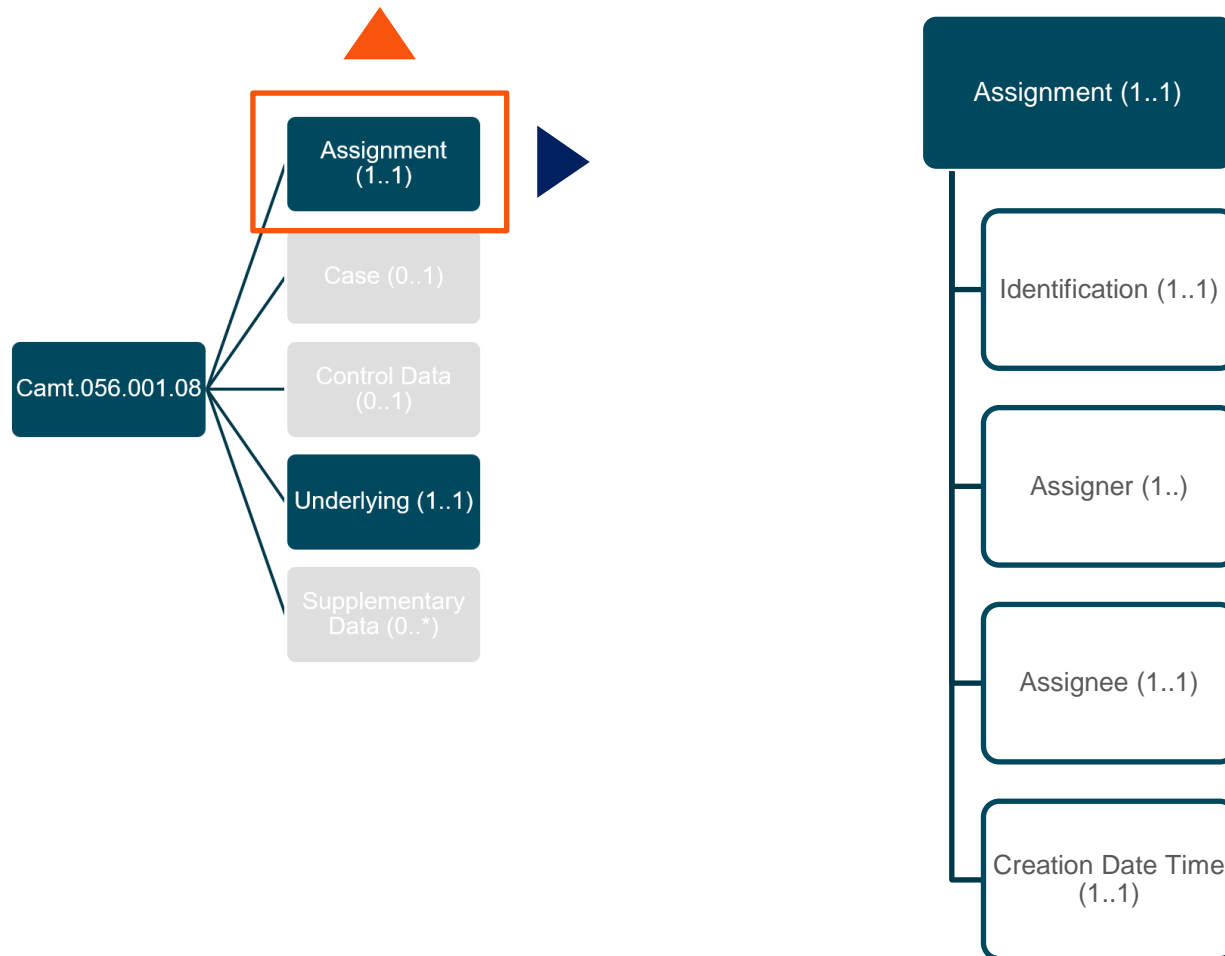 Assignment
(1..1)
Case (0..1)
Control Data
(0..1)
Camt.056.001.08
Underlying (1..1)
Supplementary
Data (0..*)
Assignment (1..1)
Identification (1..1)
Assigner (1..)
Assignee (1..1)
Creation Date Time
(1..1)